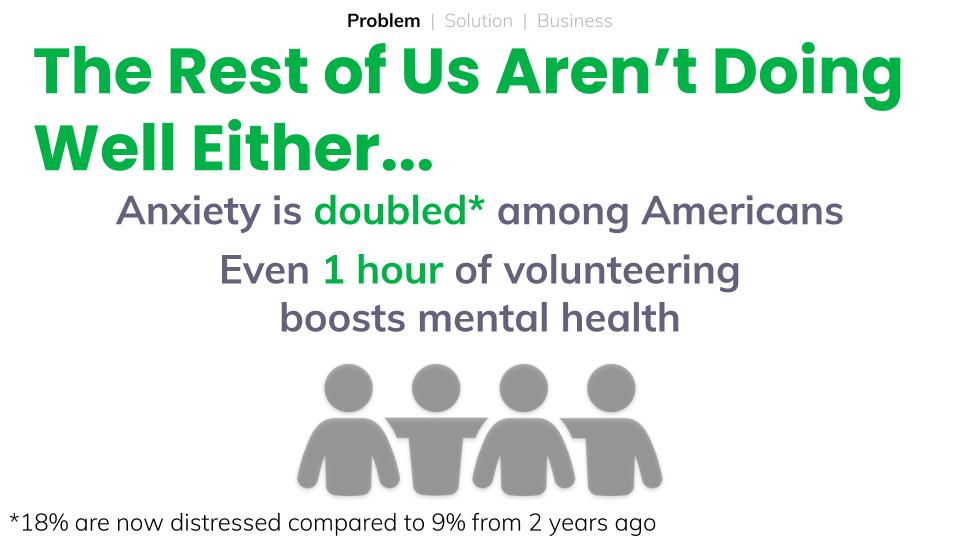 Problem | Solution | Business
The Rest of Us Aren’t Doing
Well Either...
Anxiety is doubled* among Americans
Even 1 hour of volunteering
boosts mental health
*18% are now distressed compared to 9% from 2 years ago